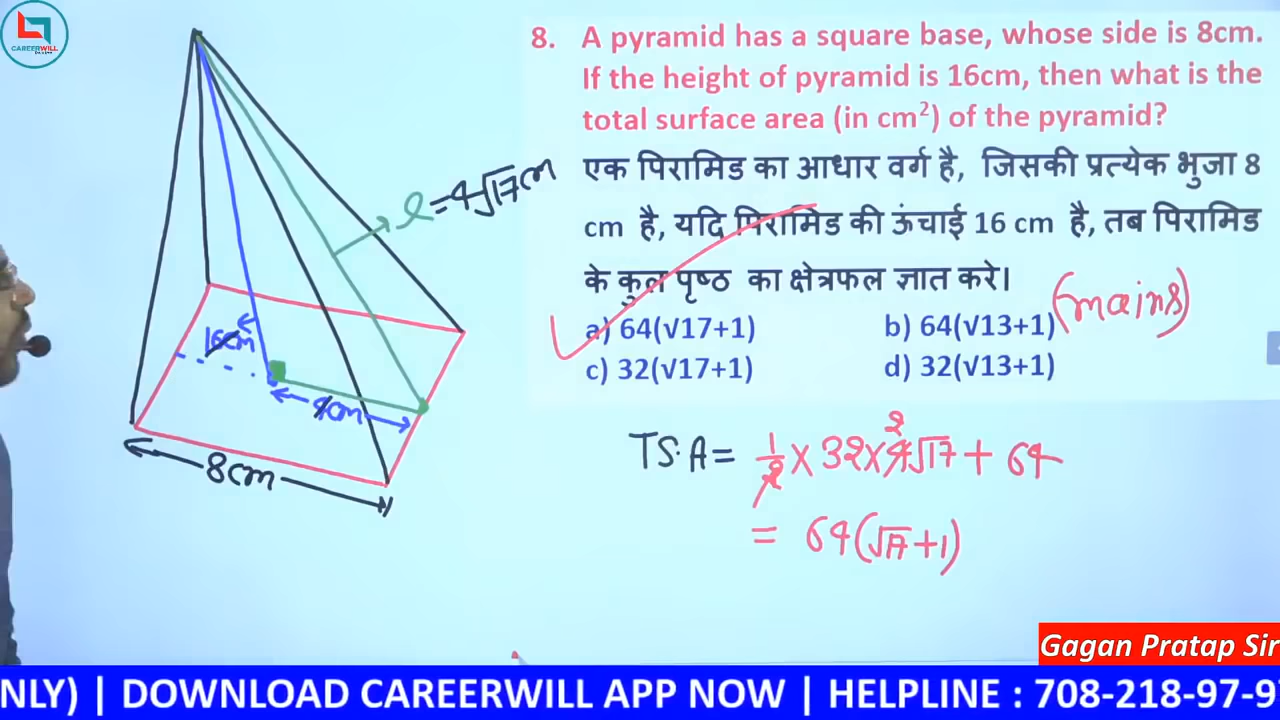 CAREERWILL
8. A pyramid has a square base, whose side is 8cm.
If the height of pyramid is 16cm, then what is the
total surface area (in cm²) of the pyramid?
एक पिरामिड का आधार वर्ग है, जिसकी प्रत्येक भुजा 8
cm है, यदि पिरामिड की ऊंचाई 16 cm है, तब पिरामिड
के कुल पृष्ठ का क्षेत्रफल ज्ञात करे।
(mains)
a) 64(√17+1) b) 64(√13+1)
c) 32(√17+1) d) 32(√13+1)
l=4√17cm
16cm
4cm
8cm
TS.A= 1/2 × 32 × 4√17 + 64
2
= 64(√17+1)
Gagan Pratap Sir
NLY) | DOWNLOAD CAREERWILL APP NOW | HELPLINE : 708-218-97-9